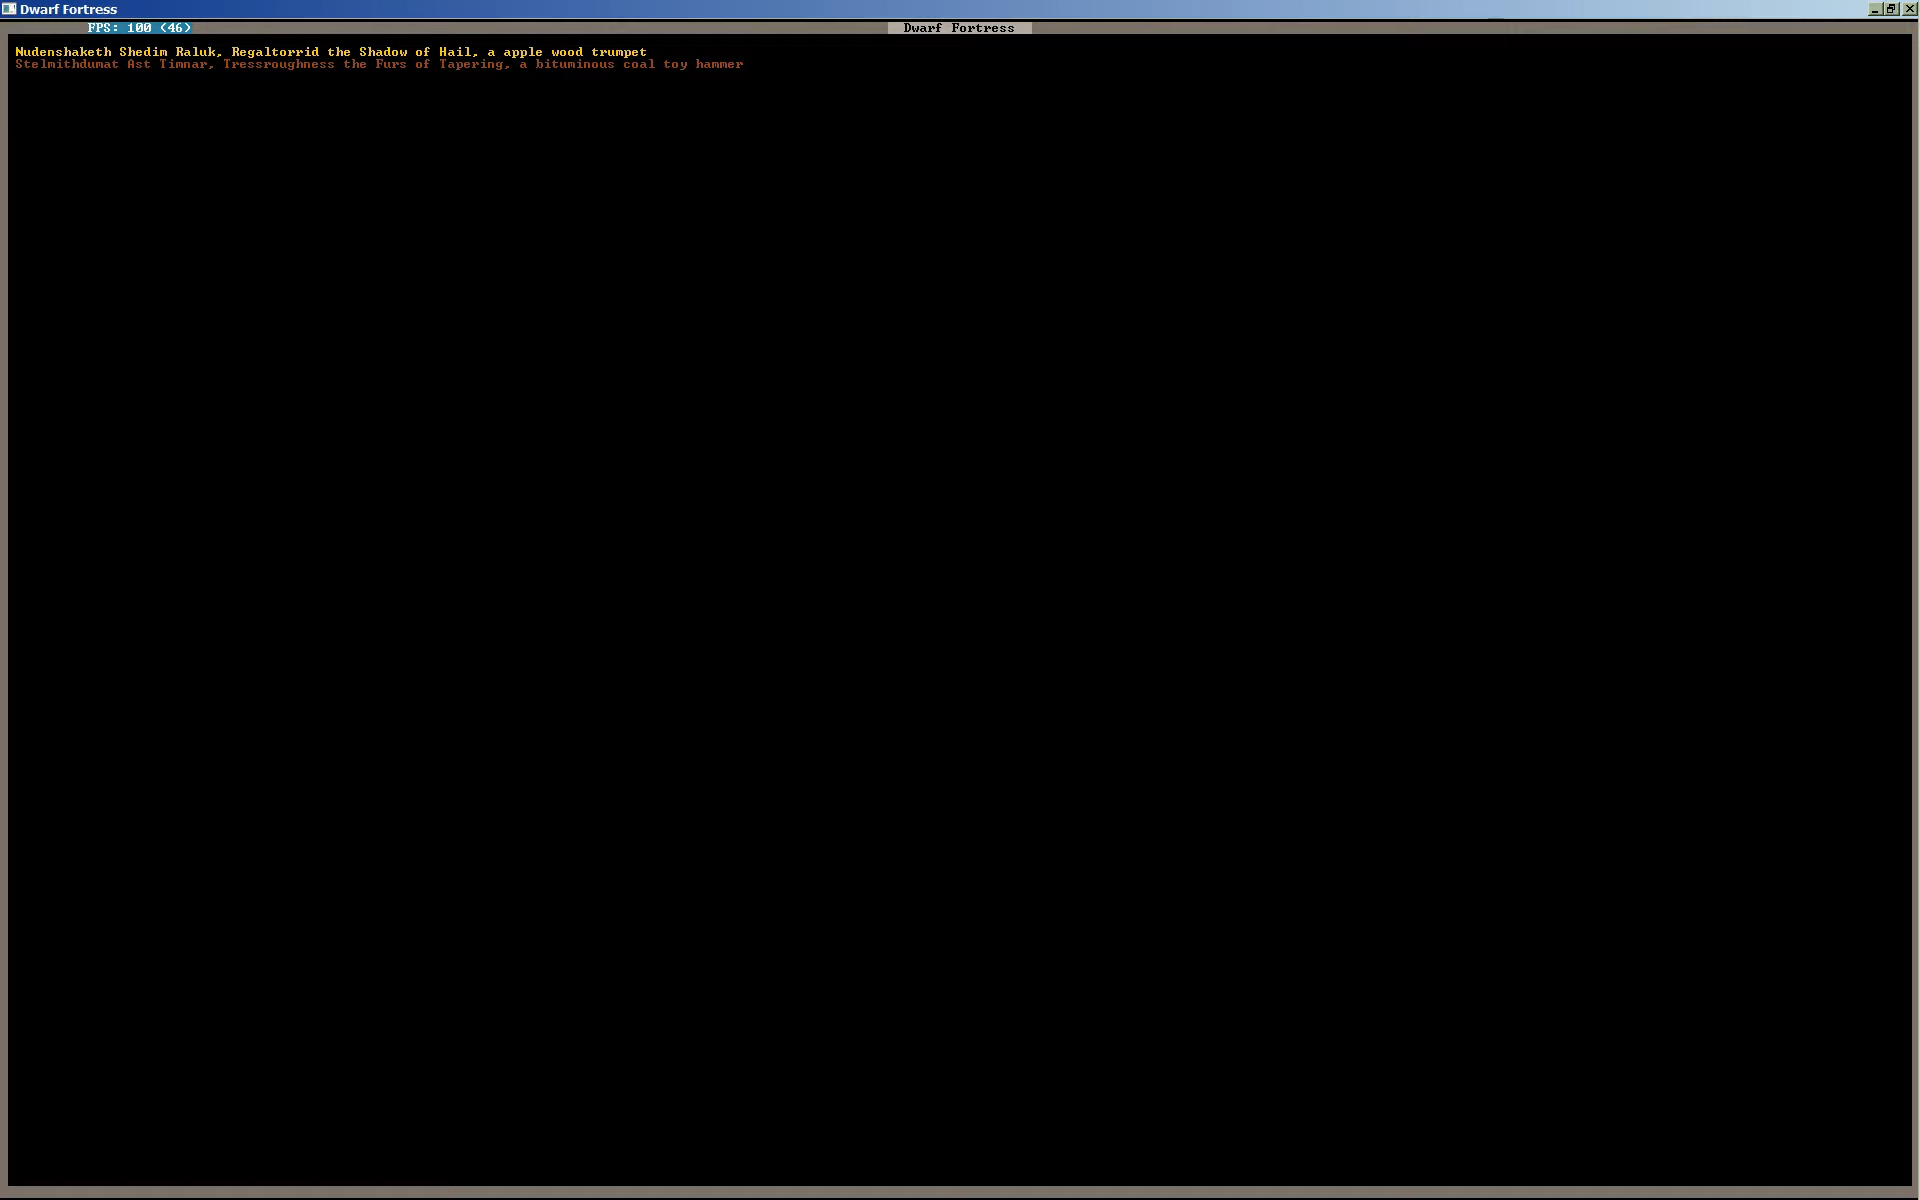 Dwarf Fortress
FPS: 100 (46)
Dwarf Fortress
Nudenshaketh Shedim Raluk, Regaltorrid the Shadow of Hail, a apple wood trumpet
Stelmithdumat Ast Timnar, Tressroughness the Furs of Tapering, a bituminous coal toy hammer